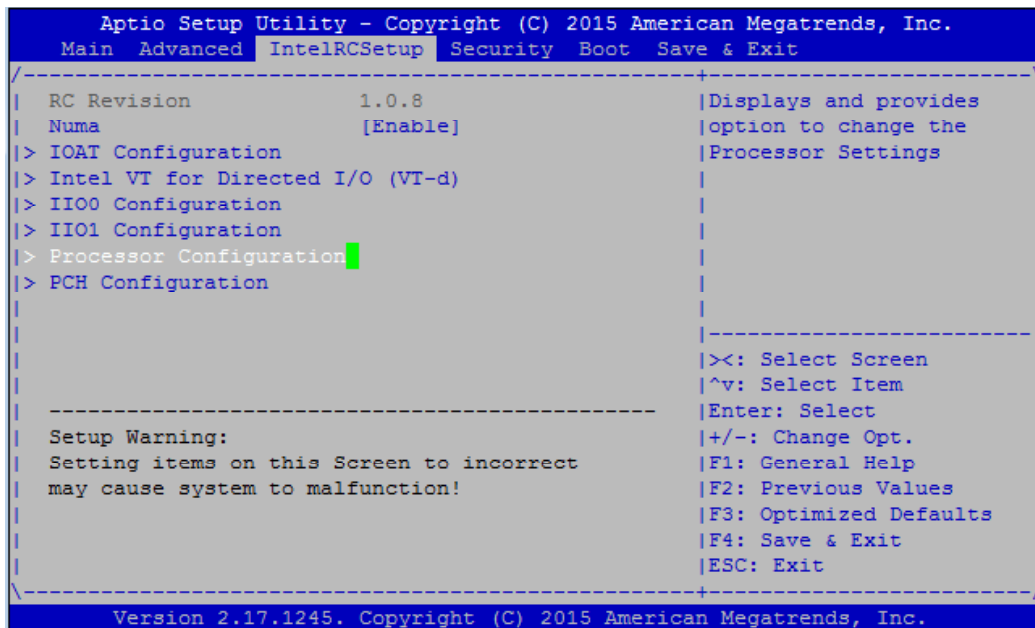 Aptio Setup Utility - Copyright (C) 2015 American Megatrends, Inc.
Main Advanced IntelRCSetup Security Boot Save & Exit
/----------------------------------------------------+-------------------------\
| RC Revision 1.0.8 |Displays and provides
| Numa [Enable] |option to change the
|> IOAT Configuration |Processor Settings
|> Intel VT for Directed I/O (VT-d) |
|> IIO0 Configuration |
|> IIO1 Configuration |
|> Processor Configuration |
|> PCH Configuration |
| |
| |-------------------------
| |><: Select Screen
| |^v: Select Item
| ----------------------------------------------- |Enter: Select
| Setup Warning: |+/-: Change Opt.
| Setting items on this Screen to incorrect |F1: General Help
| may cause system to malfunction! |F2: Previous Values
| |F3: Optimized Defaults
| |F4: Save & Exit
| |ESC: Exit
\----------------------------------------------------+-------------------------/
Version 2.17.1245. Copyright (C) 2015 American Megatrends, Inc.